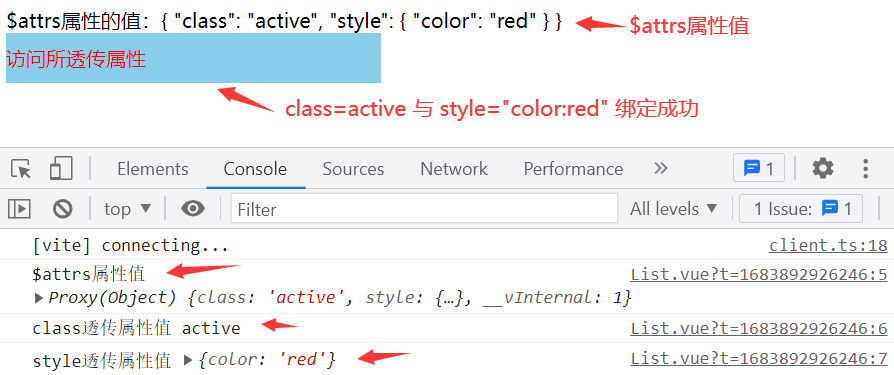 $attrs属性的值：{ "class": "active", "style": { "color": "red" } }
$attrs属性值
访问所透传属性
class=active 与 style="color:red" 绑定成功
Elements Console Sources Network Performance » 1
top ▼ Filter All levels ▼ 1 Issue: 1
[vite] connecting... client.ts:18
$attrs属性值 List.vue?t=1683892926246:5
▶ Proxy(Object) {class: 'active', style: {…}, __vInternal: 1}
class透传属性值 active List.vue?t=1683892926246:6
style透传属性值 ▶ {color: 'red'} List.vue?t=1683892926246:7